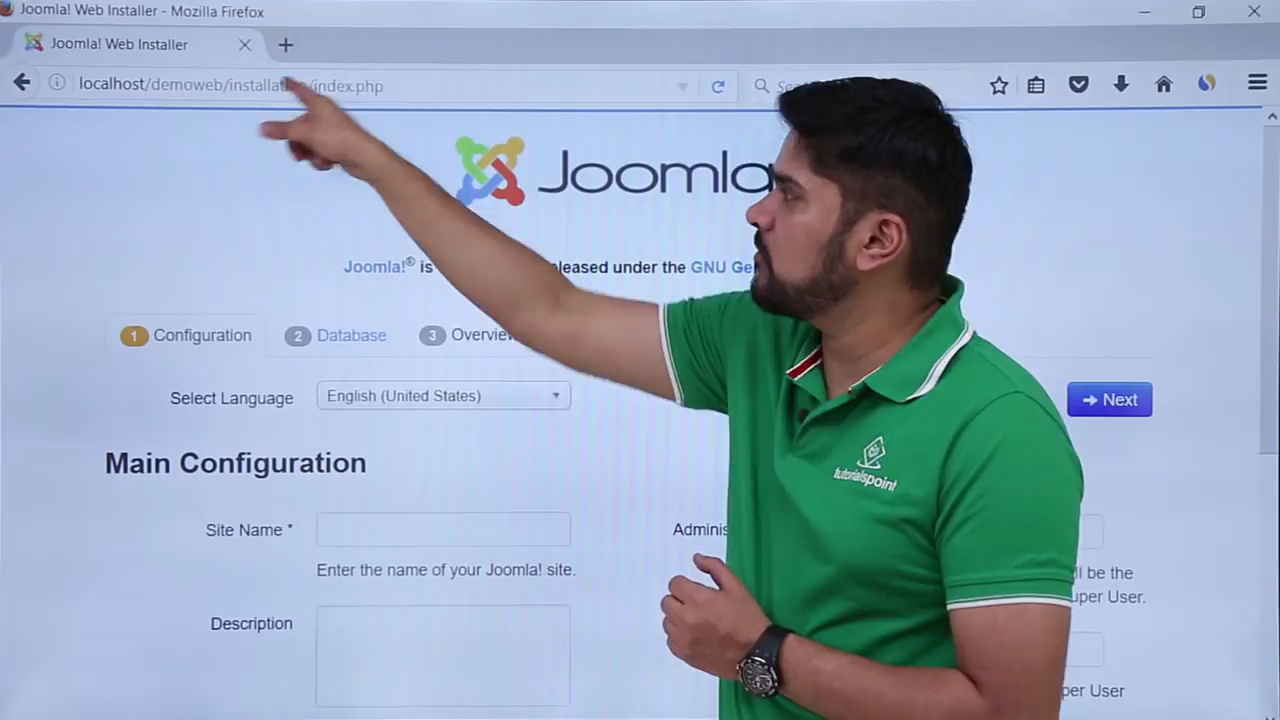 Joomla! Web Installer - Mozilla Firefox
Joomla! Web Installer
localhost/demoweb/installat /index.php
Joomla
Joomla!® is eleased under the GNU Ge
1 Configuration 2 Database 3 Overview
Select Language English (United States) Next
Main Configuration
Site Name * Adminis
Enter the name of your Joomla! site. ll be the
uper User.
Description
per User
tutorialspoint